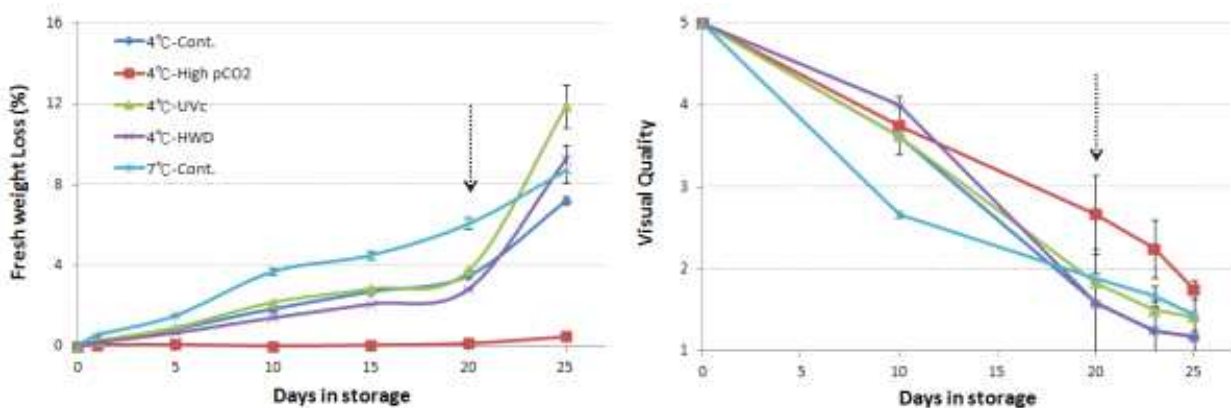 16
12
8
4
0
Fresh weight Loss (%)
4℃-Cont.
4℃-High pCO2
4℃-UVc
4℃-HWD
7℃-Cont.
0 5 10 15 20 25
Days in storage
5
4
3
2
1
Visual Quality
0 5 10 15 20 25
Days in storage